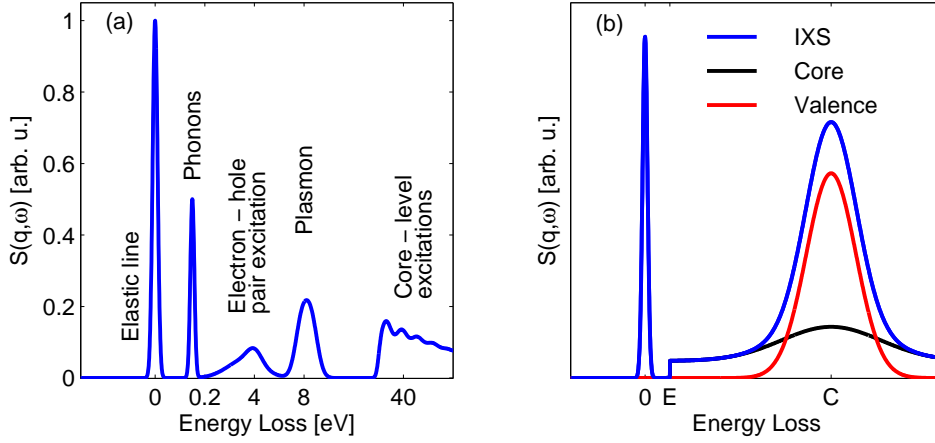 (a)
S(q,ω) [arb. u.]
1
0.8
0.6
0.4
0.2
0
Elastic line
Phonons
Electron − hole
pair excitation
Plasmon
Core − level
excitations
0 0.2 4 8 40
Energy Loss [eV]
(b)
S(q,ω) [arb. u.]
IXS
Core
Valence
0 E C
Energy Loss